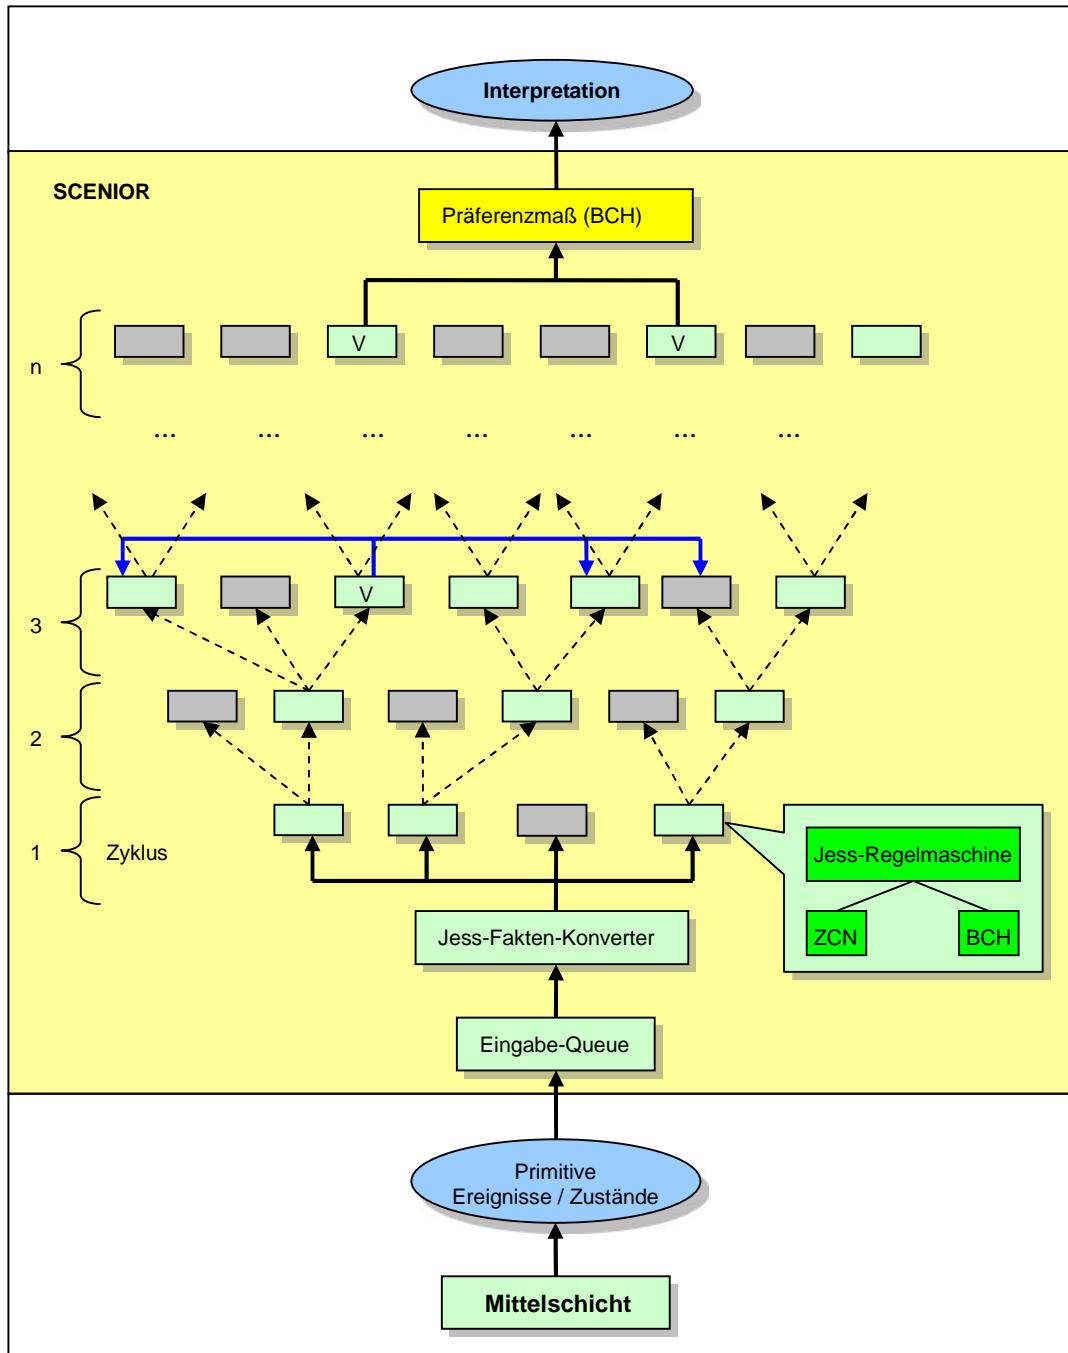 Interpretation
SCENIOR
Präferenzmaß (BCH)
n
V
V
... ... ... ... ... ... ...
3
V
2
1
Zyklus
Jess-Regelmaschine
ZCN
BCH
Jess-Fakten-Konverter
Eingabe-Queue
Primitive
Ereignisse / Zustände
Mittelschicht